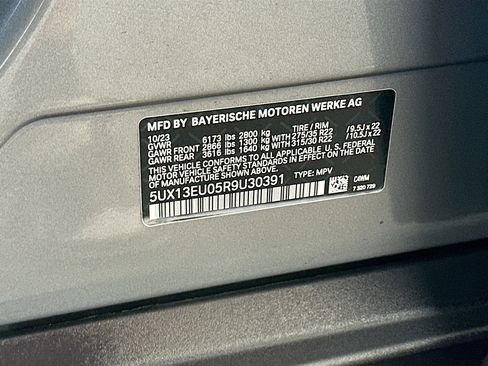 MFD BY BAYERISCHE MOTOREN WERKE AG
10/23 TIRE / RIM
GVWR 6173 lbs 2800 kg
GAWR FRONT 2866 lbs 1300 kg WITH 275/35 R22 /9.5J x 22
GAWR REAR 3616 lbs 1640 kg WITH 315/30 R22 /10.5J x 22
THIS VEHICLE CONFORMS TO ALL APPLICABLE U. S. FEDERAL
MOTOR VEHICLE SAFETY STANDARDS IN EFFECT ON
THE DATE OF MANUFACTURE SHOWN ABOVE.
5UX13EU05R9U30391 TYPE: MPV
C4WM
7 320 729